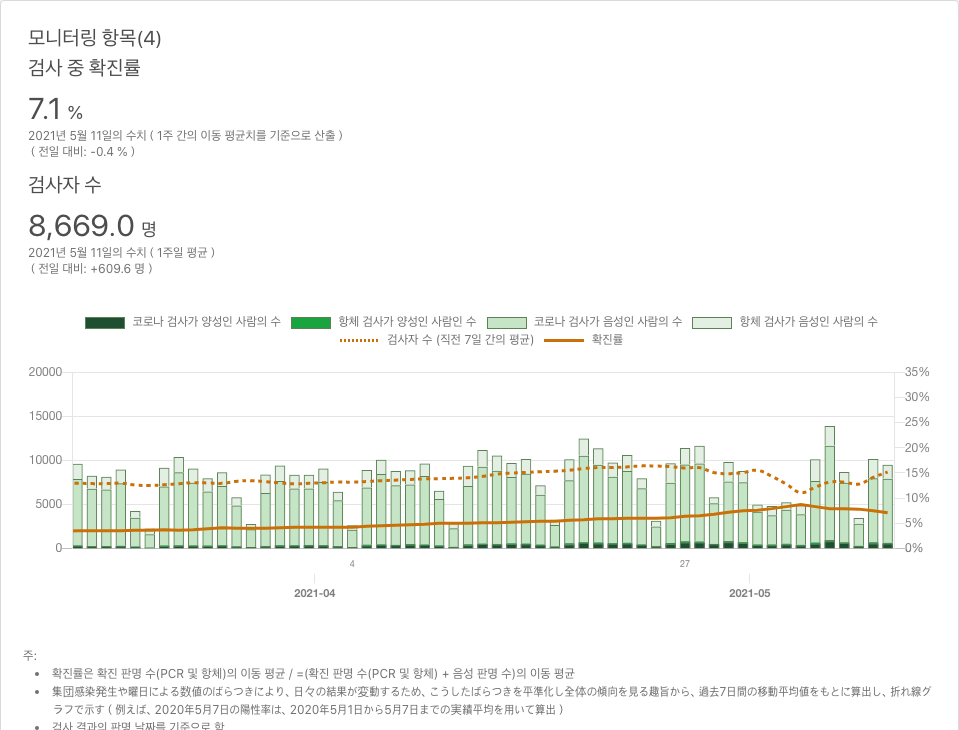 모니터링 항목(4)
검사 중 확진률
7.1 %
2021년 5월 11일의 수치 ( 1주 간의 이동 평균치를 기준으로 산출 )
( 전일 대비: -0.4 % )
검사자 수
8,669.0 명
2021년 5월 11일의 수치 ( 1주일 평균 )
( 전일 대비: +609.6 명 )
코로나 검사가 양성인 사람의 수 항체 검사가 양성인 사람인 수 코로나 검사가 음성인 사람의 수 항체 검사가 음성인 사람의 수
검사자 수 (직전 7일 간의 평균) 확진률
20000 35%
30%
15000 25%
20%
10000 15%
10%
5000 5%
0 0%
4 27
2021-04 2021-05
주:
확진률은 확진 판명 수(PCR 및 항체)의 이동 평균 / =(확진 판명 수(PCR 및 항체) + 음성 판명 수)의 이동 평균
集団感染発生や曜日による数値のばらつきにより、日々の結果が変動するため、こうしたばらつきを平準化し全体の傾向を見る趣旨から、過去7日間の移動平均値をもとに算出し、折れ線グ
ラフで示す ( 例えば、2020年5月7日の陽性率は、2020年5月1日から5月7日までの実績平均を用いて算出 )
검사 결과의 판명 날짜를 기준으로 함